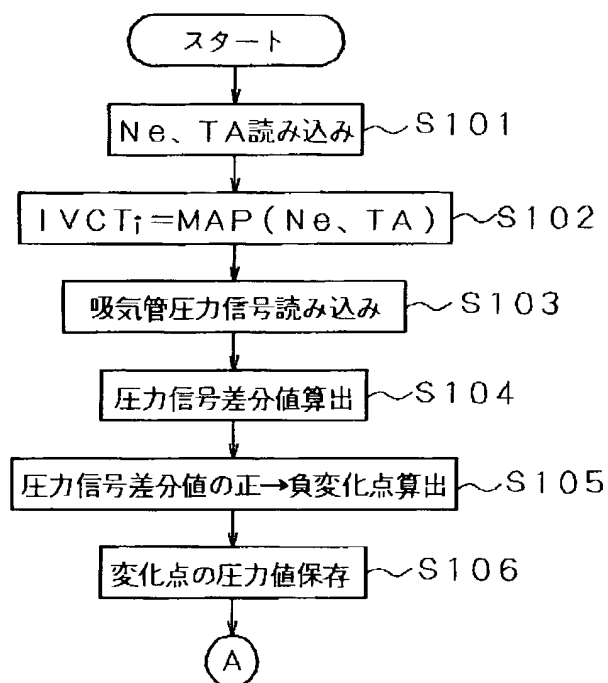 スタート
Ne、TA読み込み S101
IVCTi=MAP(Ne、TA) S102
吸気管圧力信号読み込み S103
圧力信号差分値算出 S104
圧力信号差分値の正→負変化点算出 S105
変化点の圧力値保存 S106
A